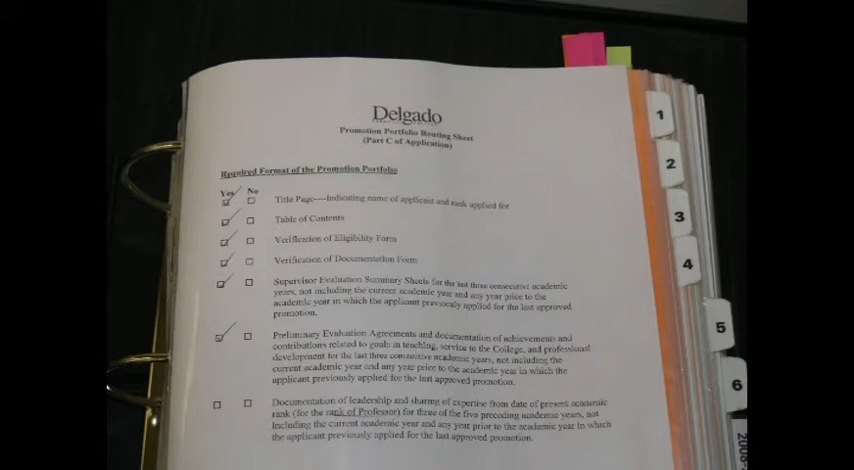 Delgado
Promotion Portfolio Routing Sheet
(Part C of Application)
Required Format of the Promotion Portfolio
Yes No
Title Page----Indicating name of applicant and rank applied for
Table of Contents
Verification of Eligibility Form
Verification of Documentation Form
Supervisor Evaluation Summary Sheets for the last three consecutive academic
years, not including the current academic year and any year prior to the
academic year in which the applicant previously applied for the last approved
promotion.
Preliminary Evaluation Agreements and documentation of achievements and
contributions related to goals in teaching, service to the College, and professional
development for the last three consecutive academic years, not including the
current academic year and any year prior to the academic year in which the
applicant previously applied for the last approved promotion.
Documentation of leadership and sharing of expertise from date of present academic
rank (for the rank of Professor) for three of the five preceding academic years, not
including the current academic year and any year prior to the academic year in which
the applicant previously applied for the last approved promotion.
1
2
3
4
5
6